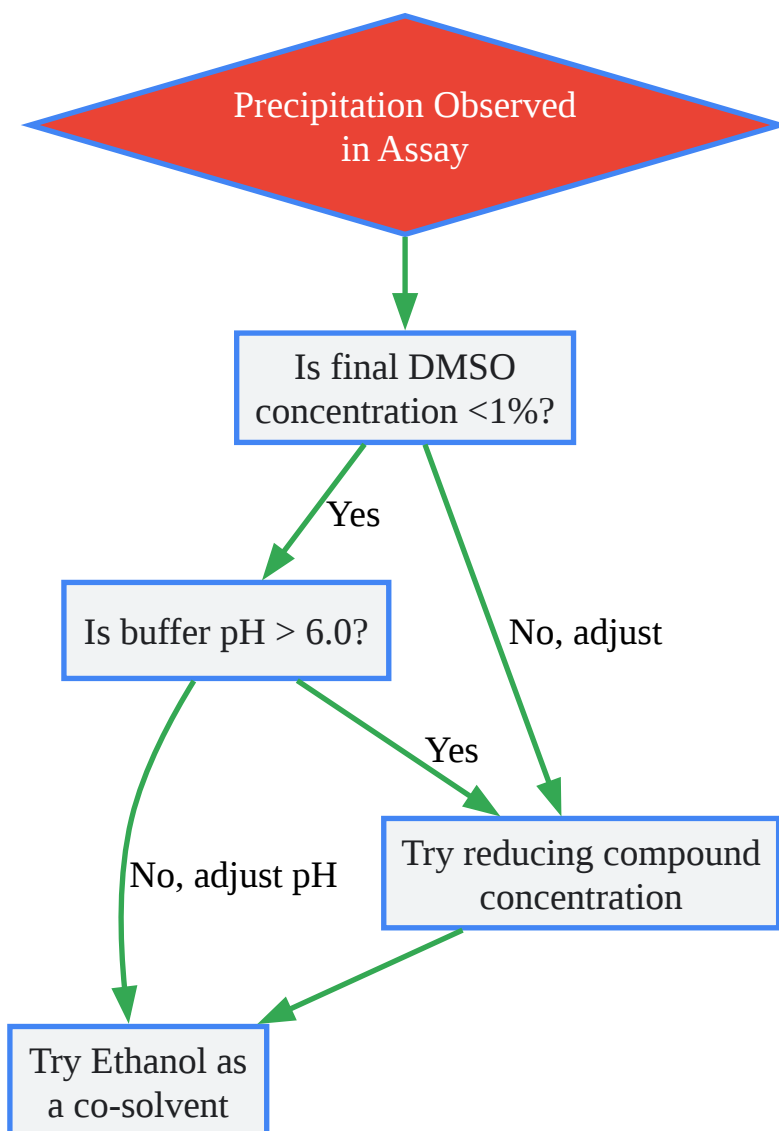 Precipitation Observed
in Assay
Is final DMSO
concentration <1%?
Yes
Is buffer pH > 6.0?
No, adjust
Yes
Try reducing compound
concentration
No, adjust pH
Try Ethanol as
a co-solvent